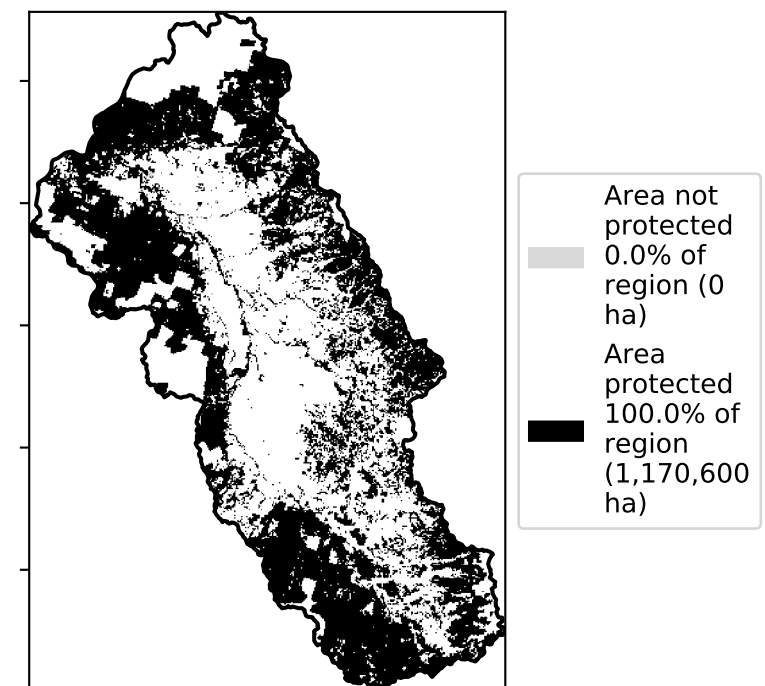 Area not
protected
0.0% of
region (0
ha)
Area
protected
100.0% of
region
(1,170,600
ha)